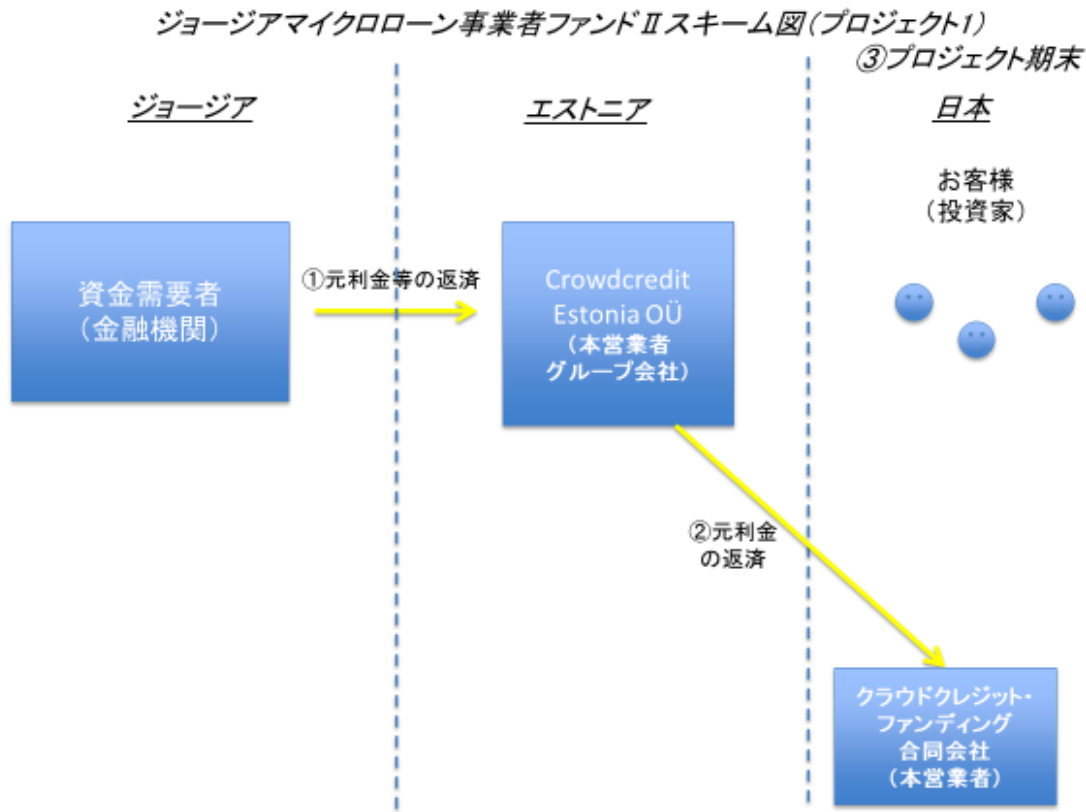 ジョージアマイクロローン事業者ファンドⅡスキーム図(プロジェクト1)
③プロジェクト期末
ジョージア
エストニア
日本
お客様
（投資家）
資金需要者
（金融機関）
①元利金等の返済
Crowdcredit
Estonia OÜ
（本営業者
グループ会社）
②元利金
の返済
クラウドクレジット・
ファンディング
合同会社
（本営業者）